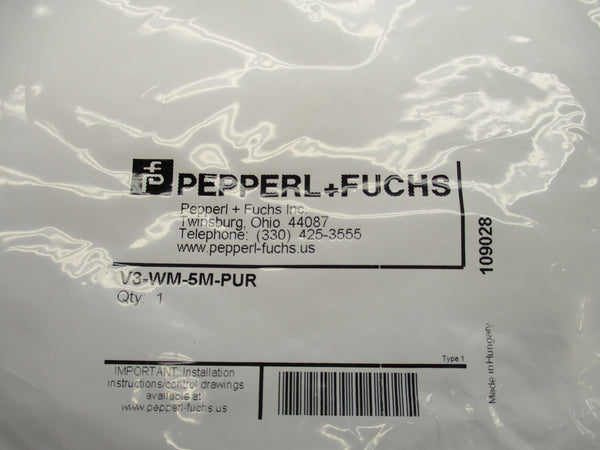 PEPPERL+FUCHS
Pepperl + Fuchs Inc.
Twinsburg, Ohio 44087
Telephone: (330) 425-3555
www.pepperl-fuchs.us
109028
V3-WM-5M-PUR
Qty: 1
Type 1
Made in Hungary
IMPORTANT: Installation
instructions/control drawings
available at
www.pepperl-fuchs.us